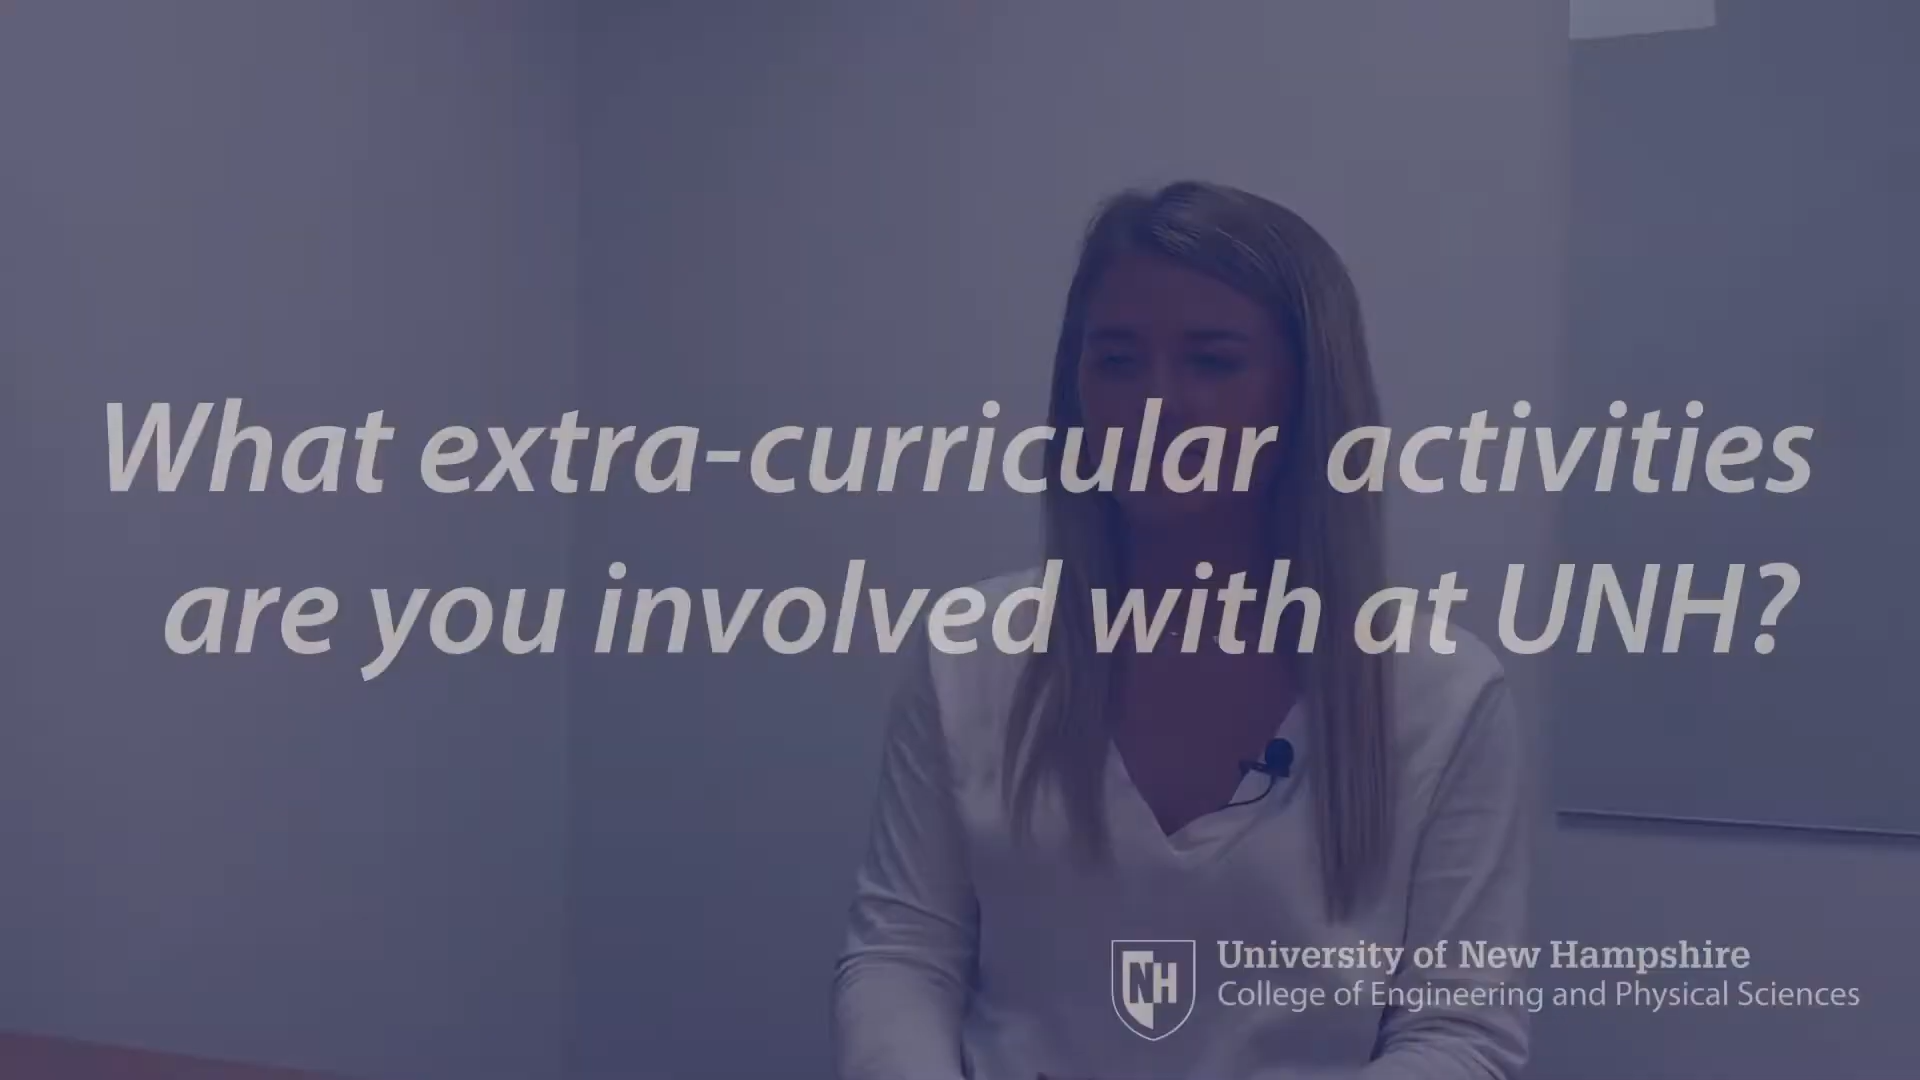 What extra-curricular activities
are you involved with at UNH?
NH
University of New Hampshire
College of Engineering and Physical Sciences